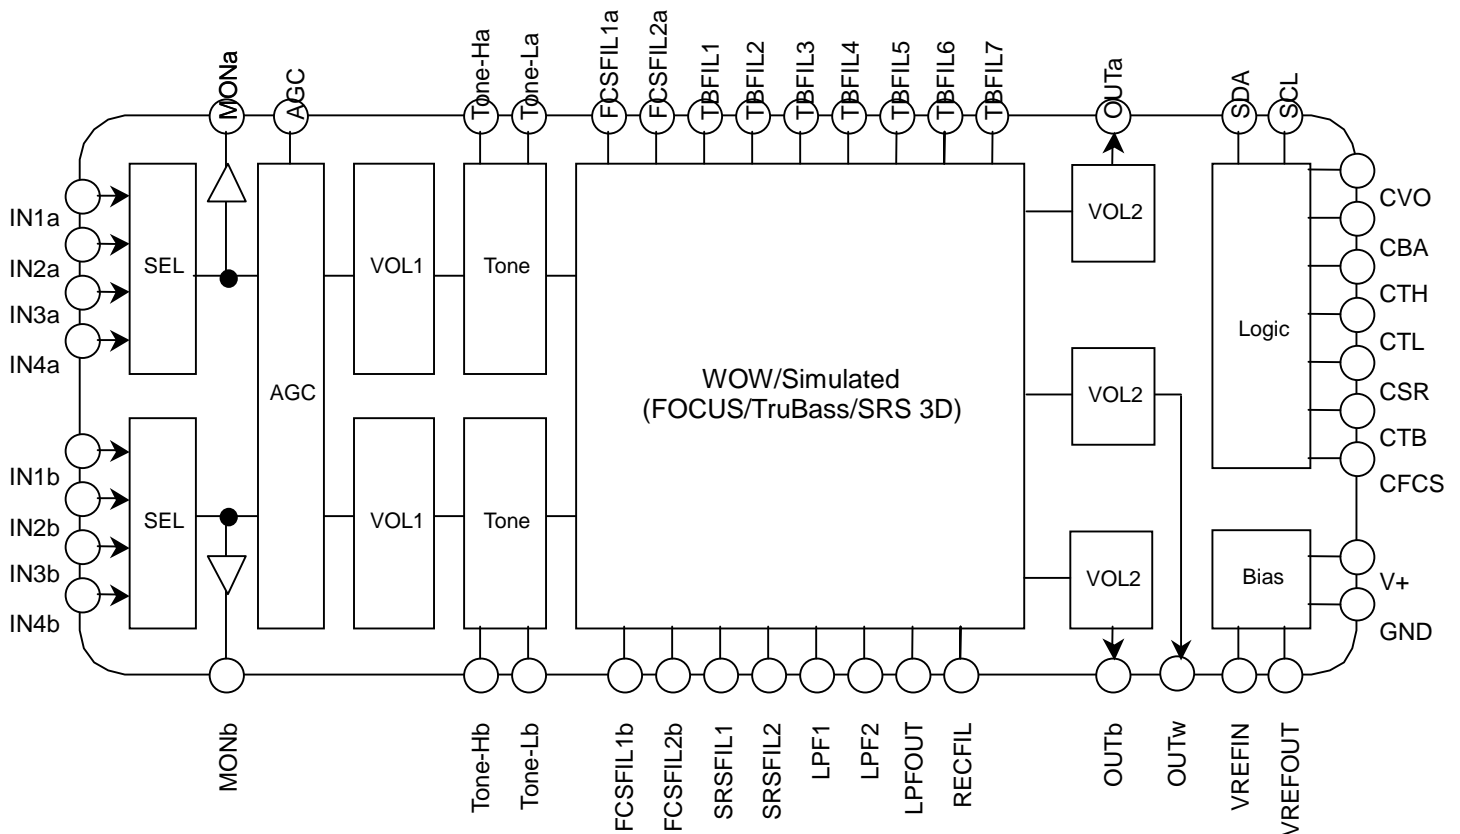 MONa
AGC
Tone-Ha
Tone-La
FCSFIL1a
FCSFIL2a
TBFIL1
TBFIL2
TBFIL3
TBFIL4
TBFIL5
TBFIL6
TBFIL7
OUTa
SDA
SCL
IN1a
IN2a
IN3a
IN4a
SEL
AGC
VOL1
Tone
WOW/Simulated
(FOCUS/TruBass/SRS 3D)
VOL2
VOL2
Logic
CVO
CBA
CTH
CTL
CSR
CTB
CFCS
IN1b
IN2b
IN3b
IN4b
SEL
VOL1
Tone
VOL2
Bias
V+
GND
MONb
Tone-Hb
Tone-Lb
FCSFIL1b
FCSFIL2b
SRSFIL1
SRSFIL2
LPF1
LPF2
LPFOUT
RECFIL
OUTb
OUTw
VREFIN
VREFOUT